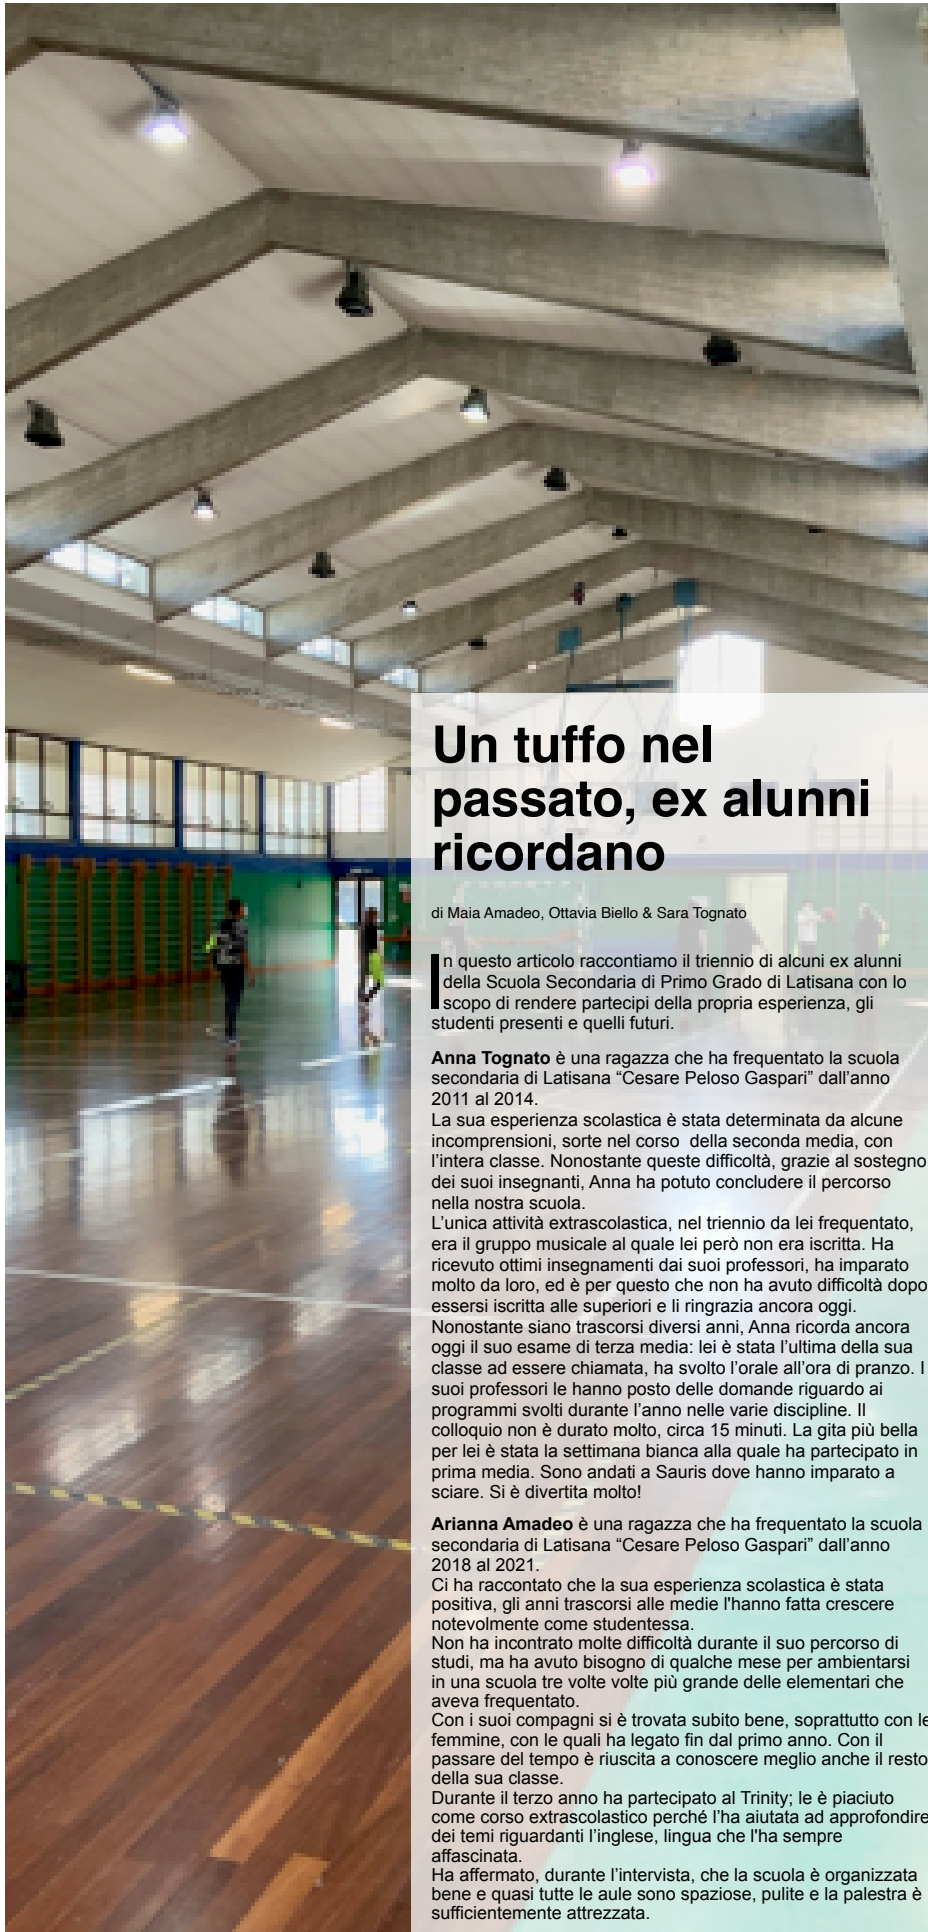 Un tuffo nel
passato, ex alunni
ricordano
di Maia Amadeo, Ottavia Biello & Sara Tognato
In questo articolo raccontiamo il triennio di alcuni ex alunni
della Scuola Secondaria di Primo Grado di Latisana con lo
scopo di rendere partecipi della propria esperienza, gli
studenti presenti e quelli futuri.
Anna Tognato è una ragazza che ha frequentato la scuola
secondaria di Latisana “Cesare Peloso Gaspari” dall’anno
2011 al 2014.
La sua esperienza scolastica è stata determinata da alcune
incomprensioni, sorte nel corso  della seconda media, con
l’intera classe. Nonostante queste difficoltà, grazie al sostegno
dei suoi insegnanti, Anna ha potuto concludere il percorso
nella nostra scuola.
L’unica attività extrascolastica, nel triennio da lei frequentato,
era il gruppo musicale al quale lei però non era iscritta. Ha
ricevuto ottimi insegnamenti dai suoi professori, ha imparato
molto da loro, ed è per questo che non ha avuto difficoltà dopo
essersi iscritta alle superiori e li ringrazia ancora oggi.
Nonostante siano trascorsi diversi anni, Anna ricorda ancora
oggi il suo esame di terza media: lei è stata l’ultima della sua
classe ad essere chiamata, ha svolto l’orale all’ora di pranzo. I
suoi professori le hanno posto delle domande riguardo ai
programmi svolti durante l’anno nelle varie discipline. Il
colloquio non è durato molto, circa 15 minuti. La gita più bella
per lei è stata la settimana bianca alla quale ha partecipato in
prima media. Sono andati a Sauris dove hanno imparato a
sciare. Si è divertita molto!
Arianna Amadeo è una ragazza che ha frequentato la scuola
secondaria di Latisana “Cesare Peloso Gaspari” dall’anno
2018 al 2021.
Ci ha raccontato che la sua esperienza scolastica è stata
positiva, gli anni trascorsi alle medie l'hanno fatta crescere
notevolmente come studentessa.
Non ha incontrato molte difficoltà durante il suo percorso di
studi, ma ha avuto bisogno di qualche mese per ambientarsi
in una scuola tre volte volte più grande delle elementari che
aveva frequentato.
Con i suoi compagni si è trovata subito bene, soprattutto con le
femmine, con le quali ha legato fin dal primo anno. Con il
passare del tempo è riuscita a conoscere meglio anche il resto
della sua classe.
Durante il terzo anno ha partecipato al Trinity; le è piaciuto
come corso extrascolastico perché l’ha aiutata ad approfondire
dei temi riguardanti l’inglese, lingua che l'ha sempre
affascinata.
Ha affermato, durante l’intervista, che la scuola è organizzata
bene e quasi tutte le aule sono spaziose, pulite e la palestra è
sufficientemente attrezzata.